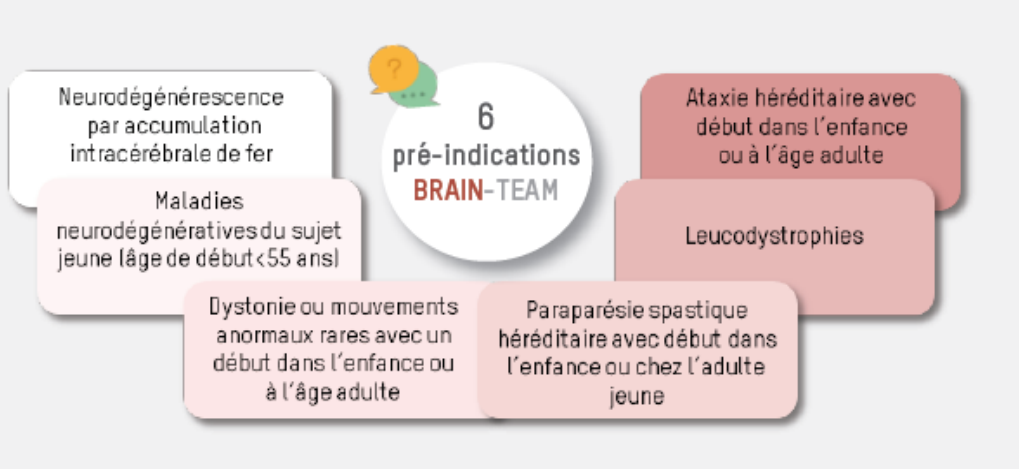 6
pré-indications
BRAIN-TEAM
?
...
Neurodégénérescence
par accumulation
intracérébrale de fer
Maladies
neurodégénératives du sujet
jeune (âge de début<55 ans)
Dystonie ou mouvements
anormaux rares avec un
début dans l'enfance ou
à l'âge adulte
Paraparésie spastique
héréditaire avec début dans
l'enfance ou chez l'adulte
jeune
Leucodystrophies
Ataxie héréditaire avec
début dans l'enfance
ou à l'âge adulte